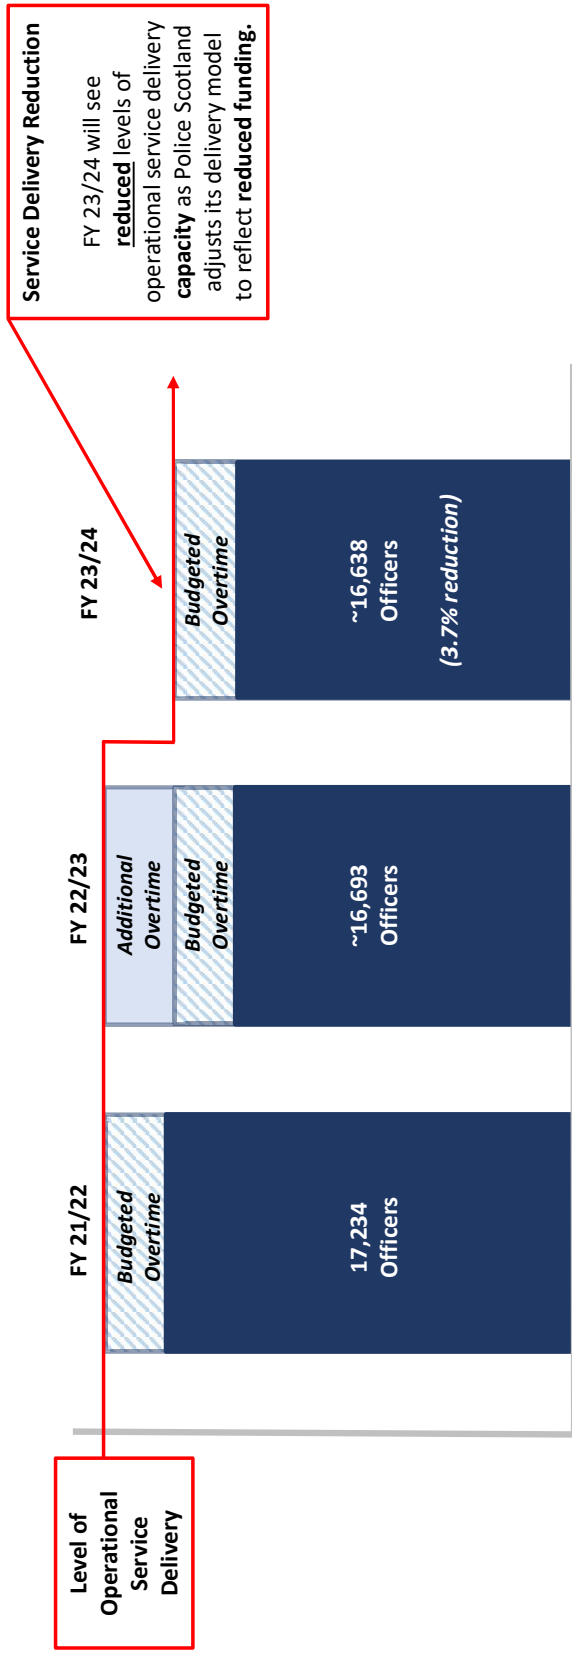 Level of
Operational
Service
Delivery
FY 21/22
Budgeted
Overtime
17,234
Officers
FY 22/23
Additional
Overtime
Budgeted
Overtime
~16,693
Officers
FY 23/24
Budgeted
Overtime
~16,638
Officers
(3.7% reduction)
Service Delivery Reduction
FY 23/24 will see
reduced levels of
operational service delivery
capacity as Police Scotland
adjusts its delivery model
to reflect reduced funding.